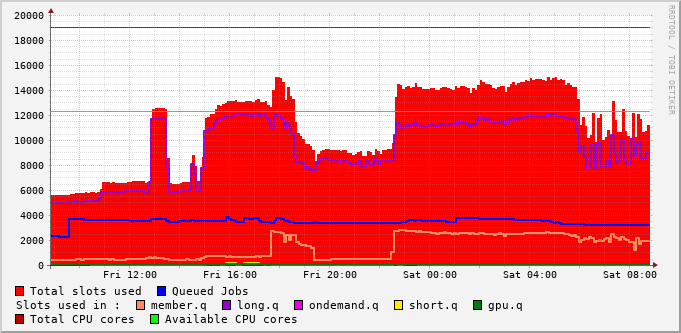 20000
18000
16000
14000
12000
10000
8000
6000
4000
2000
0
Fri 12:00 Fri 16:00 Fri 20:00 Sat 00:00 Sat 04:00 Sat 08:00
RRDTOOL / TOBI OETIKER
Total slots used Queued Jobs
Slots used in : member.q long.q ondemand.q short.q gpu.q
Total CPU cores Available CPU cores